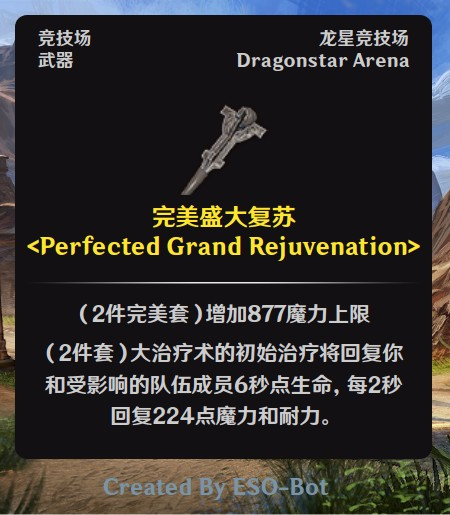 竞技场
武器
龙星竞技场
Dragonstar Arena
完美盛大复苏
<Perfected Grand Rejuvenation>
（2件完美套）增加877魔力上限
（2件套）大治疗术的初始治疗将回复你
和受影响的队伍成员6秒点生命，每2秒
回复224点魔力和耐力。
Created By ESO-Bot